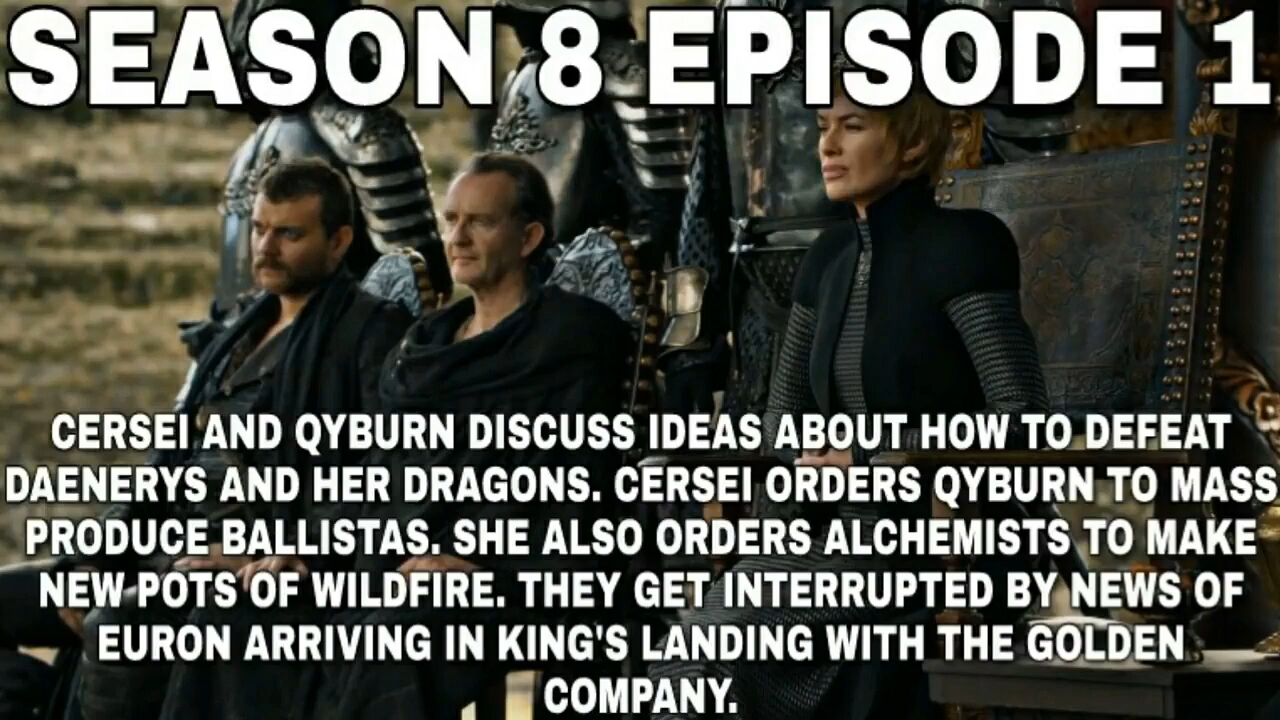 SEASON 8 EPISODE 1
CERSEI AND QYBURN DISCUSS IDEAS ABOUT HOW TO DEFEAT
DAENERYS AND HER DRAGONS. CERSEI ORDERS QYBURN TO MASS
PRODUCE BALLISTAS. SHE ALSO ORDERS ALCHEMISTS TO MAKE
NEW POTS OF WILDFIRE. THEY GET INTERRUPTED BY NEWS OF
EURON ARRIVING IN KING'S LANDING WITH THE GOLDEN
COMPANY.